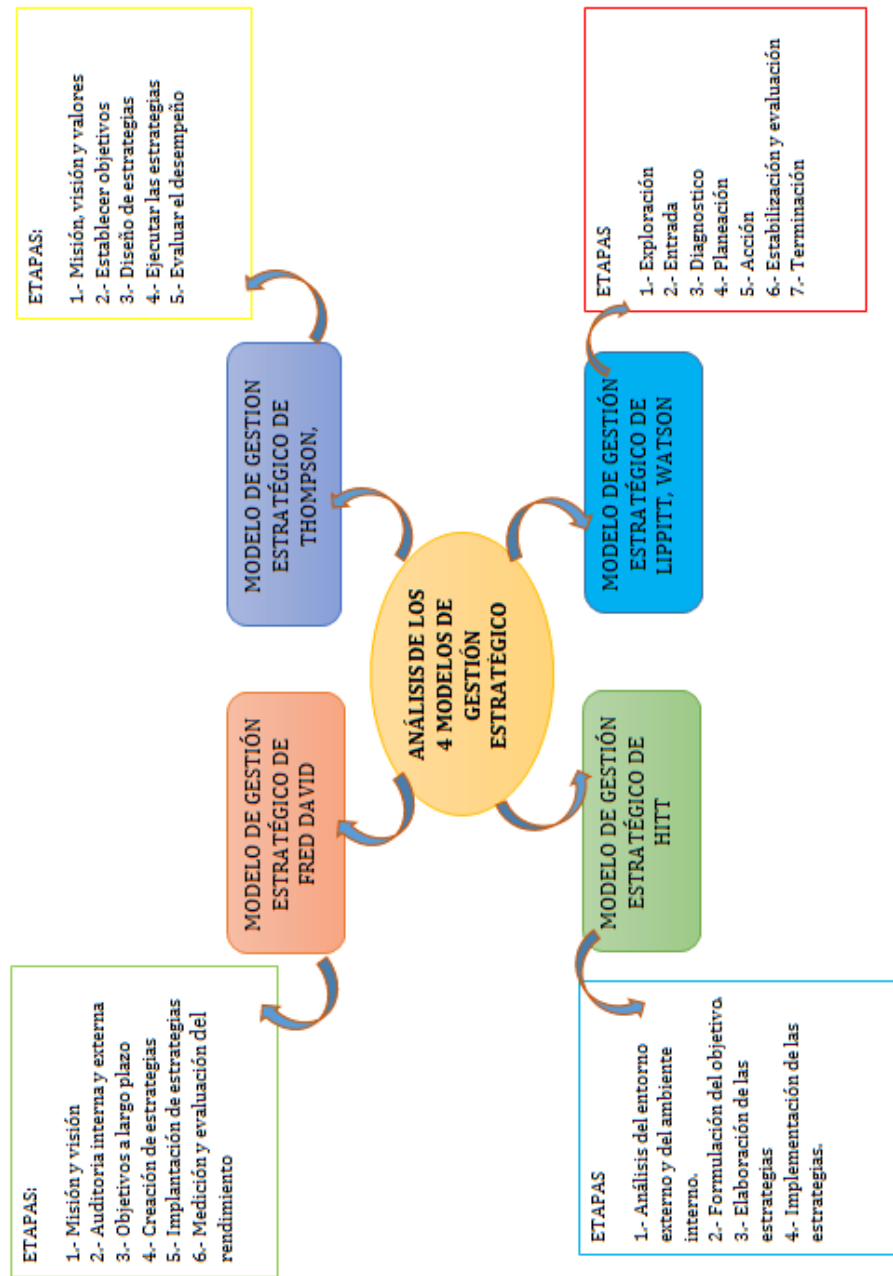 ETAPAS:
1.- Misión y visión
2.- Auditoria interna y externa
3.- Objetivos a largo plazo
4.- Creación de estrategias
5.- Implantación de estrategias
6.- Medición y evaluación del
rendimiento
MODELO DE GESTIÓN
ESTRATÉGICO DE
FRED DAVID
MODELO DE GESTION
ESTRATÉGICO DE
THOMPSON,
ETAPAS:
1.- Misión, visión y valores
2.- Establecer objetivos
3.- Diseño de estrategias
4.- Ejecutar las estrategias
5.- Evaluar el desempeño
ANÁLISIS DE LOS
4 MODELOS DE
GESTIÓN
ESTRATÉGICO
ETAPAS
1.- Análisis del entorno
externo y del ambiente
interno.
2.- Formulación del objetivo.
3.- Elaboración de las
estrategias
4.- Implementación de las
estrategias.
MODELO DE GESTIÓN
ESTRATÉGICO DE
HITT
MODELO DE GESTIÓN
ESTRATÉGICO DE
LIPPITT, WATSON
ETAPAS
1.- Exploración
2.- Entrada
3.- Diagnostico
4.- Planeación
5.- Acción
6.- Estabilización y evaluación
7.- Terminación